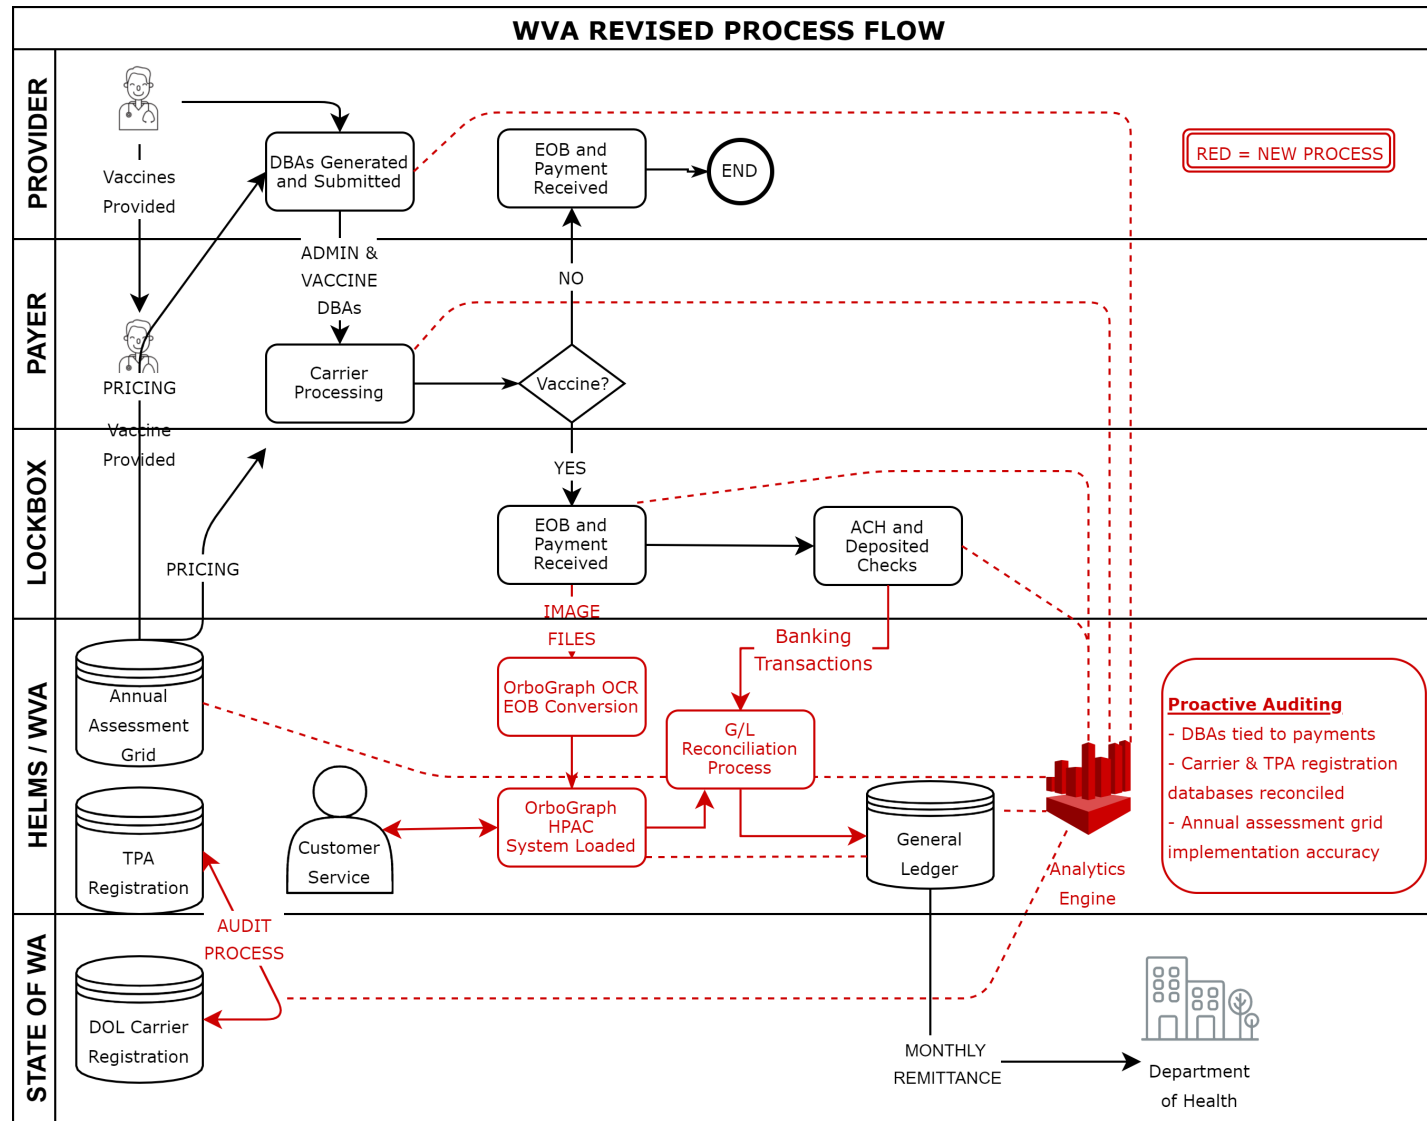 WVA REVISED PROCESS FLOW
PROVIDER
Vaccines
Provided
DBAs Generated
and Submitted
EOB and
Payment
Received
END
RED = NEW PROCESS
PAYER
ADMIN &
VACCINE
DBAs
NO
PRICING
Vaccine
Provided
Carrier
Processing
Vaccine?
LOCKBOX
YES
PRICING
EOB and
Payment
Received
ACH and
Deposited
Checks
HELMS / WVA
IMAGE
FILES
Banking
Transactions
Annual
Assessment
Grid
OrboGraph OCR
EOB Conversion
G/L
Reconciliation
Process
TPA
Registration
Customer
Service
OrboGraph
HPAC
System Loaded
General
Ledger
Analytics
Engine
Proactive Auditing
- DBAs tied to payments
- Carrier & TPA registration
databases reconciled
- Annual assessment grid
implementation accuracy
STATE OF WA
AUDIT
PROCESS
DOL Carrier
Registration
MONTHLY
REMITTANCE
Department
of Health